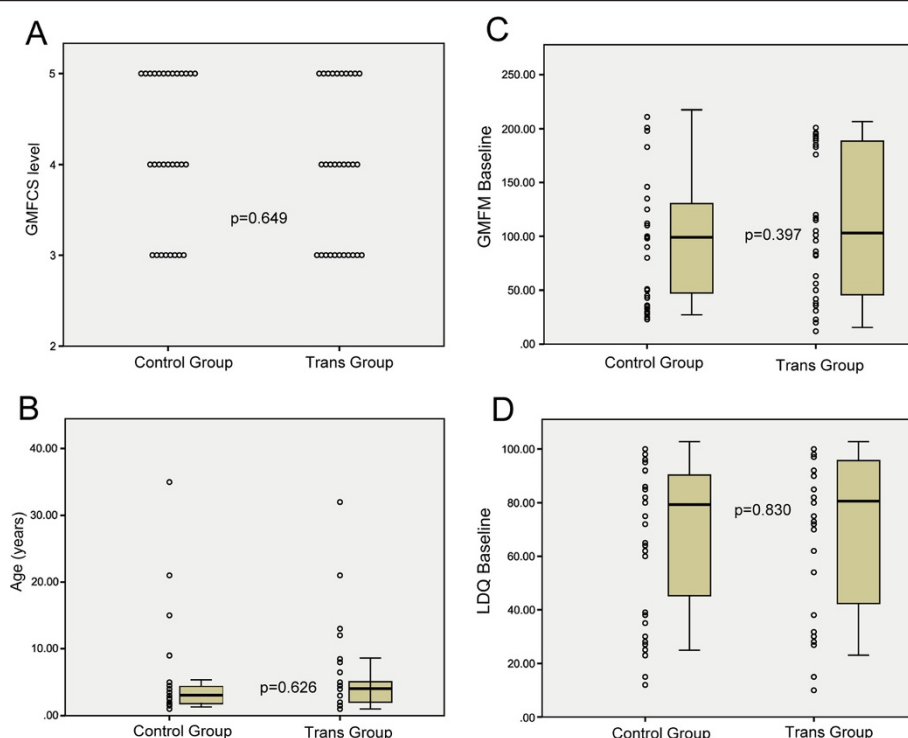 A
GMFCS level
5
4
3
2
p=0.649
Control Group
Trans Group
B
Age (years)
40.00
30.00
20.00
10.00
.00
p=0.626
Control Group
Trans Group
C
GMFM Baseline
250.00
200.00
150.00
100.00
50.00
.00
p=0.397
Control Group
Trans Group
D
LDQ Baseline
100.00
80.00
60.00
40.00
20.00
.00
p=0.830
Control Group
Trans Group